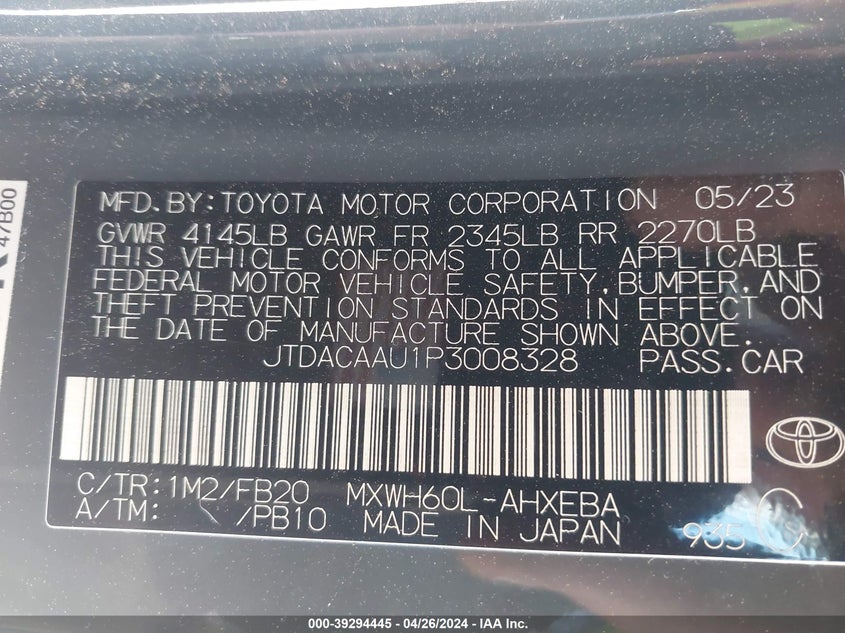 47B00
MFD.BY:TOYOTA MOTOR CORPORATION 05/23
GVWR 4145LB GAWR FR 2345LB RR 2270LB
THIS VEHICLE CONFORMS TO ALL APPLICABLE
FEDERAL MOTOR VEHICLE SAFETY,BUMPER,AND
THEFT PREVENTION STANDARDS IN EFFECT ON
THE DATE OF MANUFACTURE SHOWN ABOVE.
JTDACAAU1P3008328 PASS.CAR
C/TR:1M2/FB20 MXWH60L-AHXEBA
A/TM: /PB10 MADE IN JAPAN 935 C
000-39294445 - 04/26/2024 - IAA Inc.